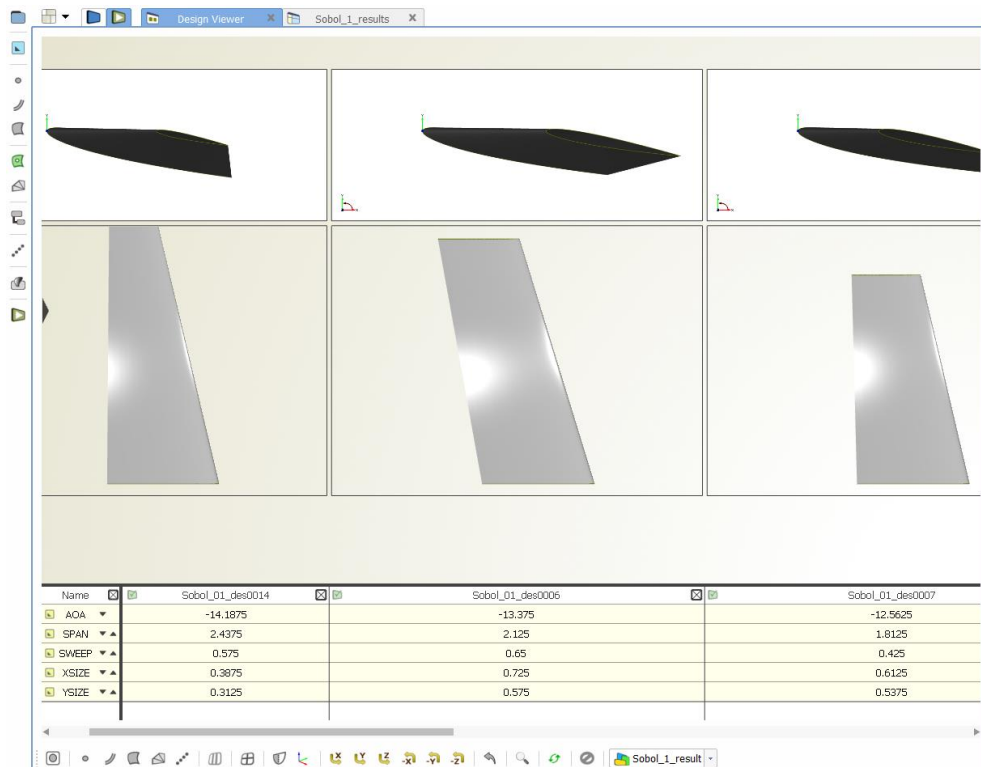 Design Viewer
Sobol_1_results
Name Sobol_01_des0014 Sobol_01_des0006 Sobol_01_des0007
AOA -14.1875 -13.375 -12.5625
SPAN 2.4375 2.125 1.8125
SWEEP 0.575 0.65 0.425
XSIZE 0.3875 0.725 0.6125
YSIZE 0.3125 0.575 0.5375
X Y Z -X -Y -Z Sobol_1_result